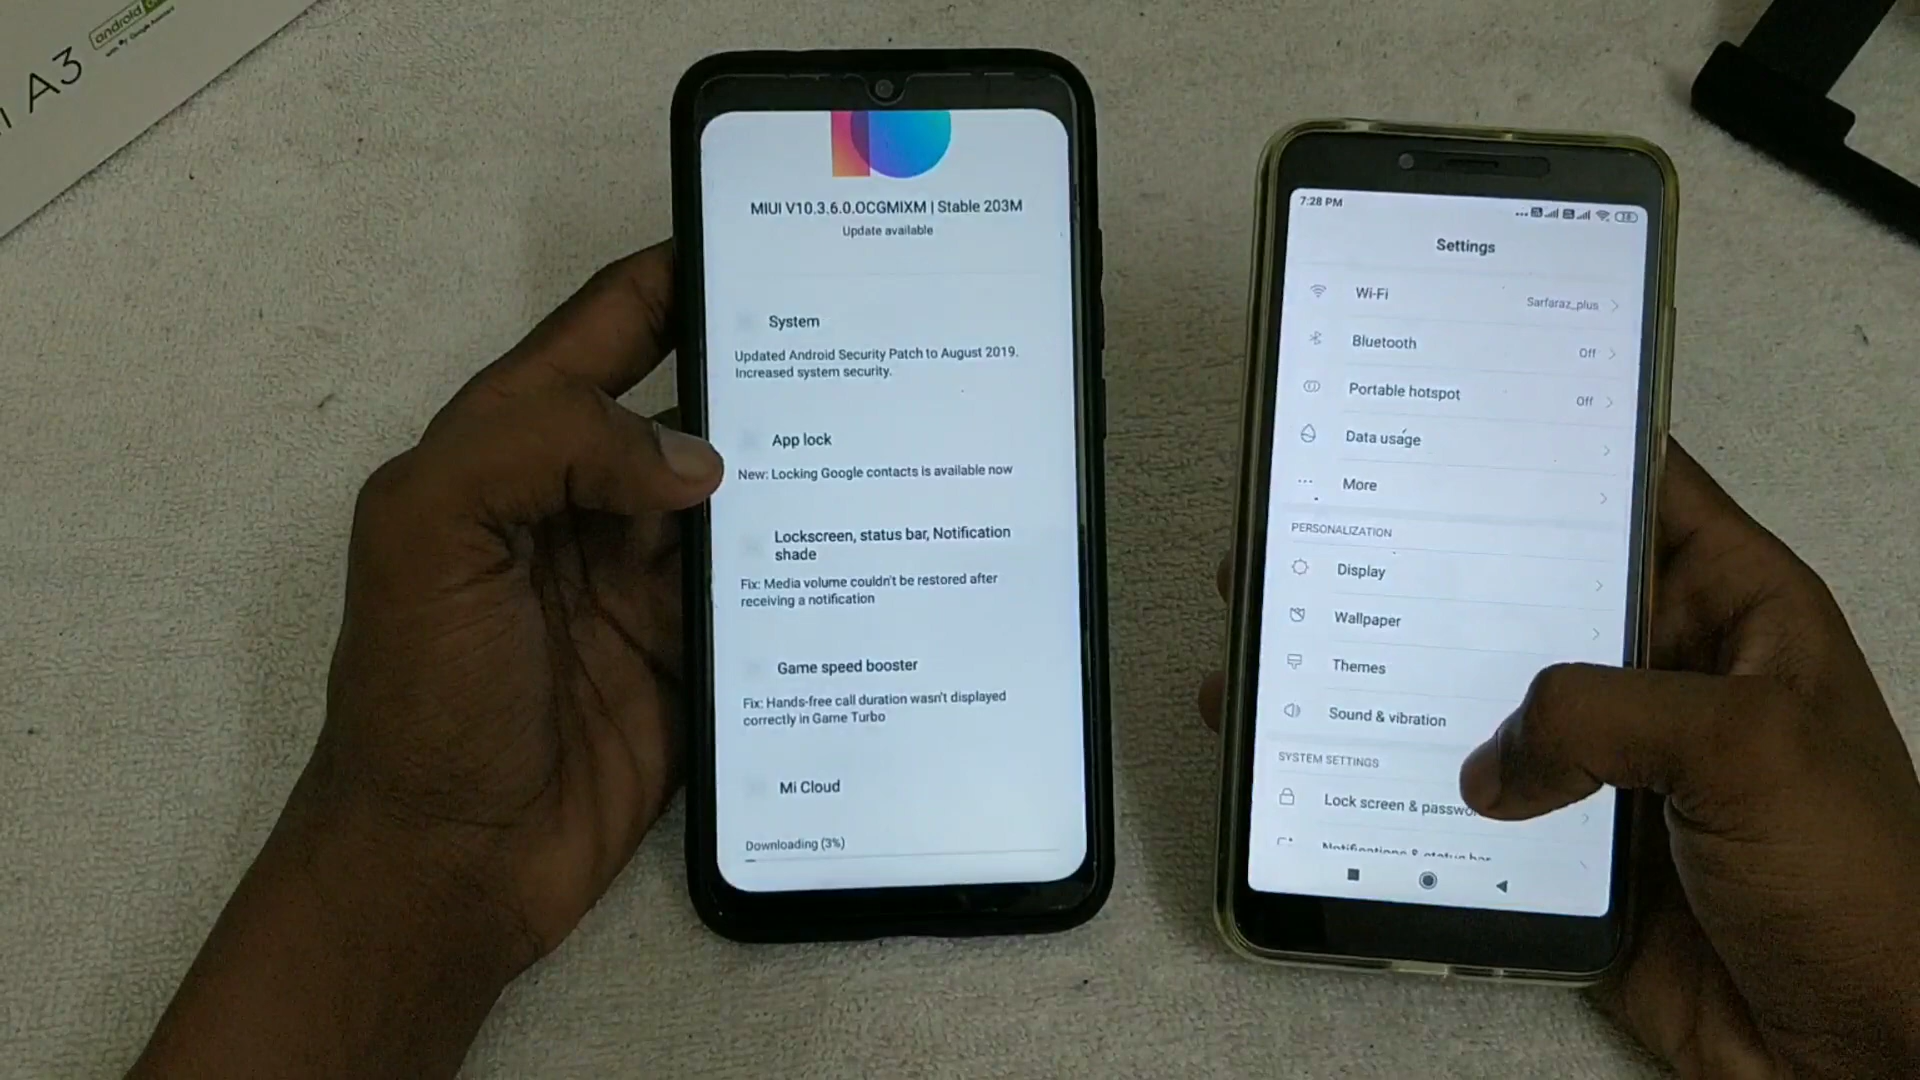 A3
android
MIUI V10.3.6.0.OCGMIXM | Stable 203M
Update available
System
Updated Android Security Patch to August 2019.
Increased system security.
App lock
New: Locking Google contacts is available now
Lockscreen, status bar, Notification
shade
Fix: Media volume couldn't be restored after
receiving a notification
Game speed booster
Fix: Hands-free call duration wasn't displayed
correctly in Game Turbo
Mi Cloud
Downloading (3%)
7:28 PM
Settings
Wi-Fi
Sarfaraz_plus
Bluetooth
Off
Portable hotspot
Off
Data usage
More
PERSONALIZATION
Display
Wallpaper
Themes
Sound & vibration
SYSTEM SETTINGS
Lock screen &